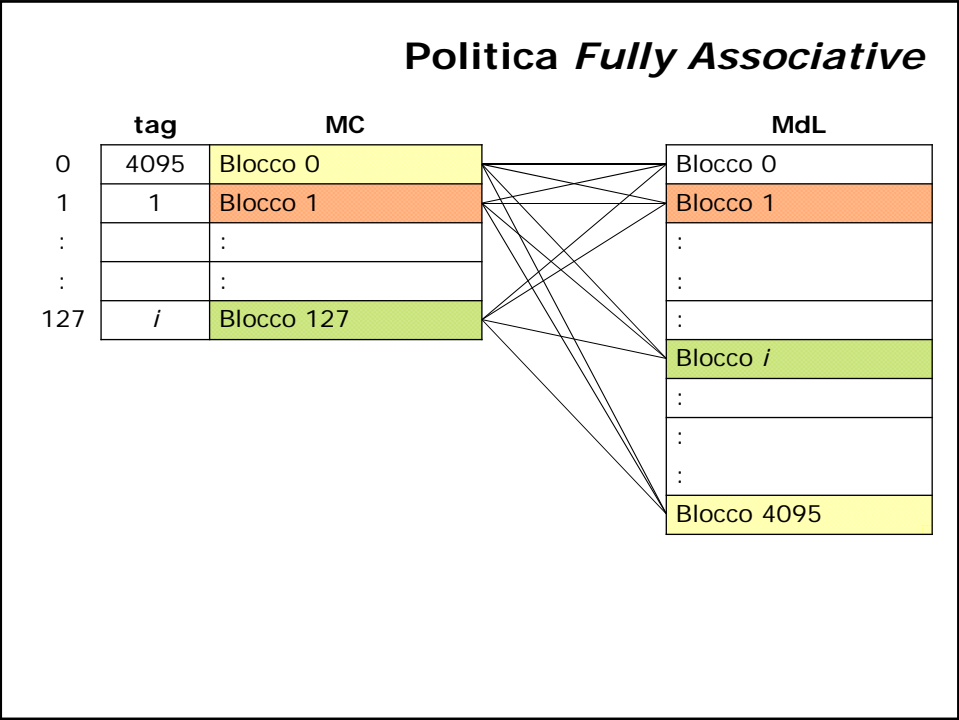 Politica Fully Associative
tag MC MdL
0 4095 Blocco 0 Blocco 0
1 1 Blocco 1 Blocco 1
: : :
: : :
127 i Blocco 127 :
Blocco i
:
:
:
Blocco 4095